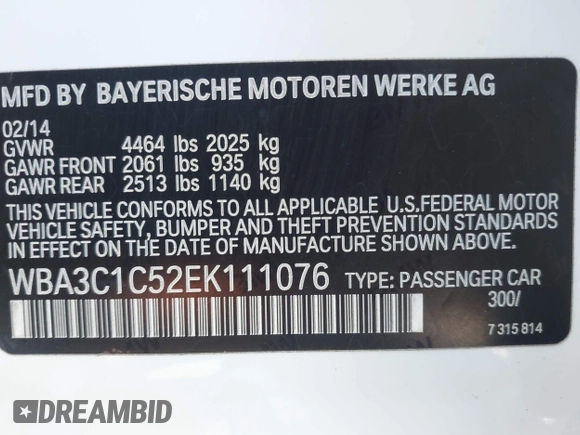 MFD BY BAYERISCHE MOTOREN WERKE AG
02/14
GVWR 4464 lbs 2025 kg
GAWR FRONT 2061 lbs 935 kg
GAWR REAR 2513 lbs 1140 kg
THIS VEHICLE CONFORMS TO ALL APPLICABLE U.S.FEDERAL MOTOR
VEHICLE SAFETY, BUMPER AND THEFT PREVENTION STANDARDS
IN EFFECT ON THE DATE OF MANUFACTURE SHOWN ABOVE.
WBA3C1C52EK111076 TYPE: PASSENGER CAR
300/
7 315 814
DREAMBID